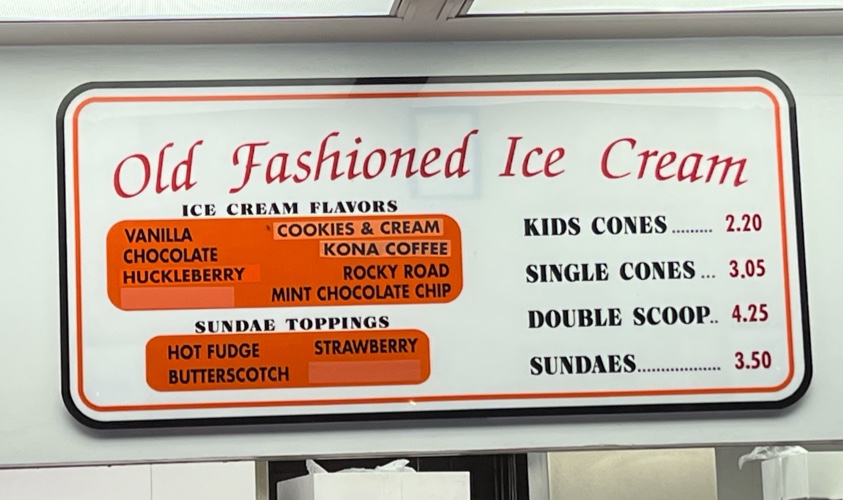 Old Fashioned Ice Cream
ICE CREAM FLAVORS
VANILLA
CHOCOLATE
HUCKLEBERRY
COOKIES & CREAM
KONA COFFEE
ROCKY ROAD
MINT CHOCOLATE CHIP
SUNDAE TOPPINGS
HOT FUDGE
BUTTERSCOTCH
STRAWBERRY
KIDS CONES ......... 2.20
SINGLE CONES ... 3.05
DOUBLE SCOOP.. 4.25
SUNDAES................... 3.50